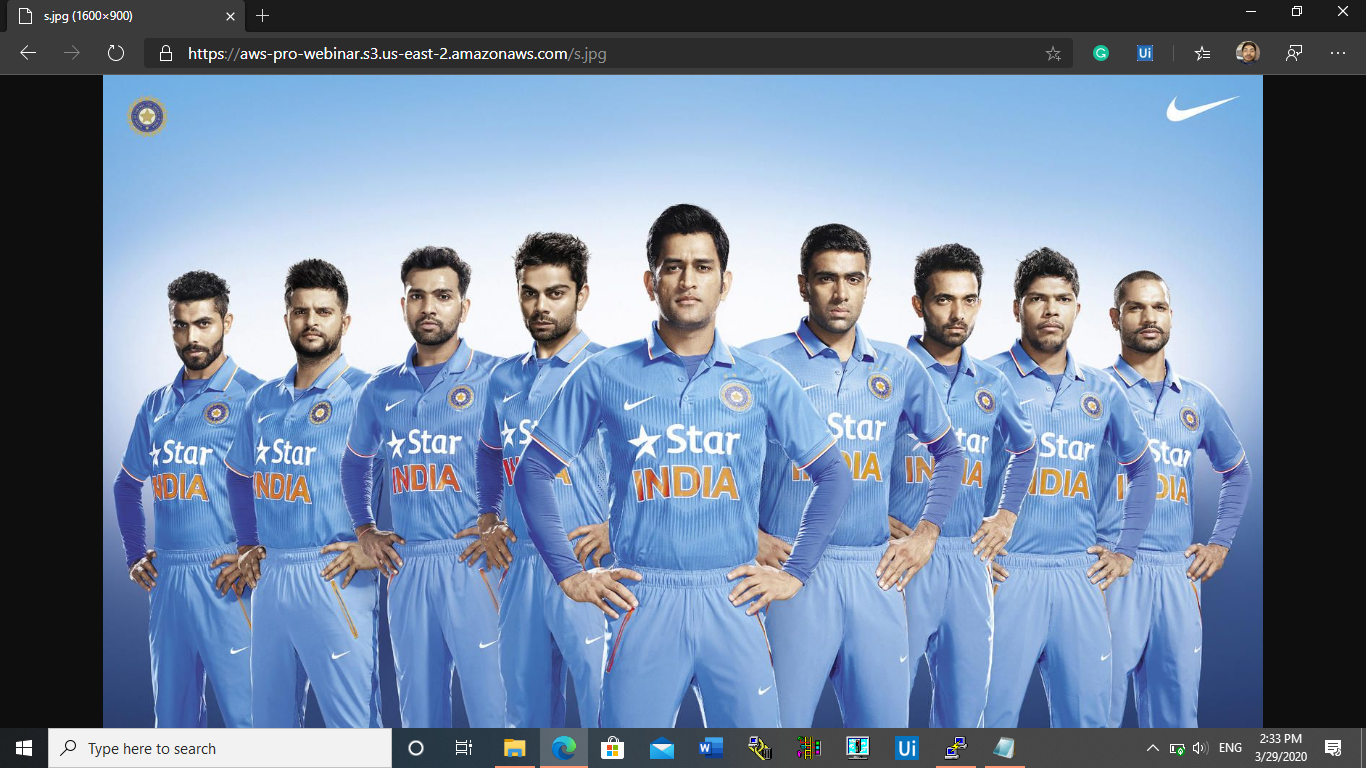 s.jpg (1600×900)
https://aws-pro-webinar.s3.us-east-2.amazonaws.com/s.jpg
Star
INDIA
Star
INDIA
Star
INDIA
Star
INDIA
Star
INDIA
Star
INDIA
Star
INDIA
Type here to search
ENG
2:33 PM
3/29/2020